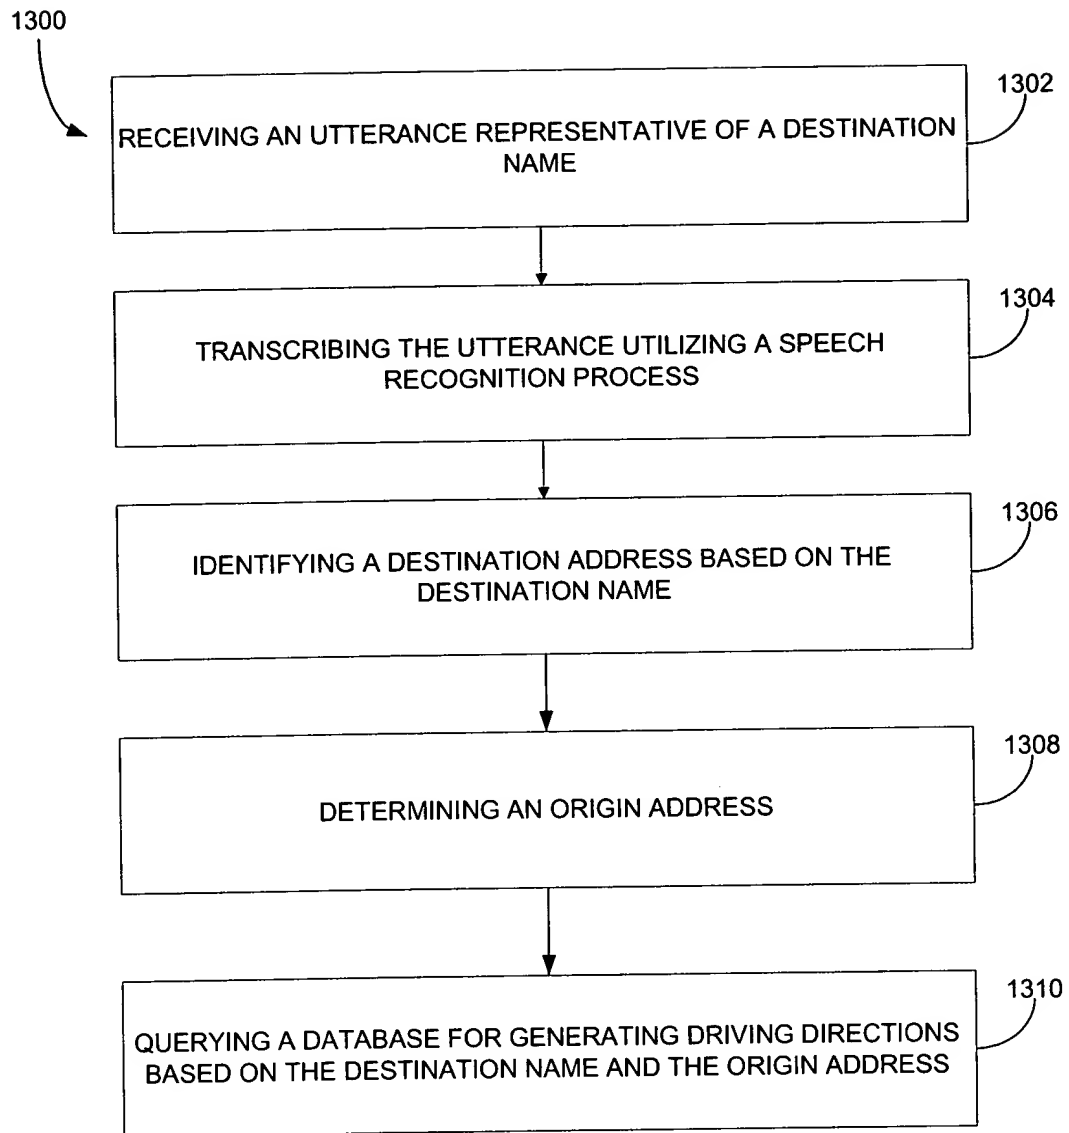 1300
1302
RECEIVING AN UTTERANCE REPRESENTATIVE OF A DESTINATION
NAME
1304
TRANSCRIBING THE UTTERANCE UTILIZING A SPEECH
RECOGNITION PROCESS
1306
IDENTIFYING A DESTINATION ADDRESS BASED ON THE
DESTINATION NAME
1308
DETERMINING AN ORIGIN ADDRESS
1310
QUERYING A DATABASE FOR GENERATING DRIVING DIRECTIONS
BASED ON THE DESTINATION NAME AND THE ORIGIN ADDRESS